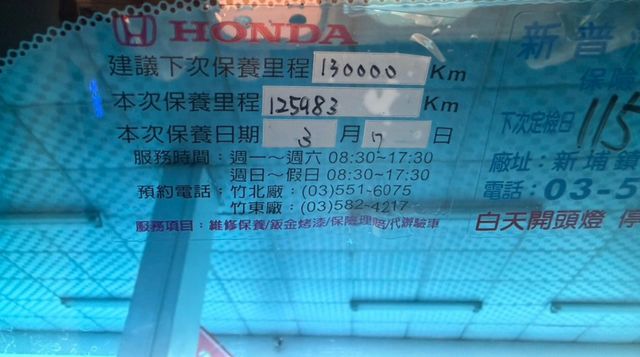 HONDA
建議下次保養里程 130000 Km
本次保養里程 125983 Km
本次保養日期 3 月 7 日
服務時間：週一～週六 08:30~17:30
週日～假日 08:30~17:30
預約電話：竹北廠：(03)551-6075
竹東廠：(03)582-4217
服務項目：維修保養/鈑金烤漆/保險理賠/代辦驗車
新普
保險
下次定檢日 115
廠址：新埔鎮
電話：03-5
白天開頭燈 停